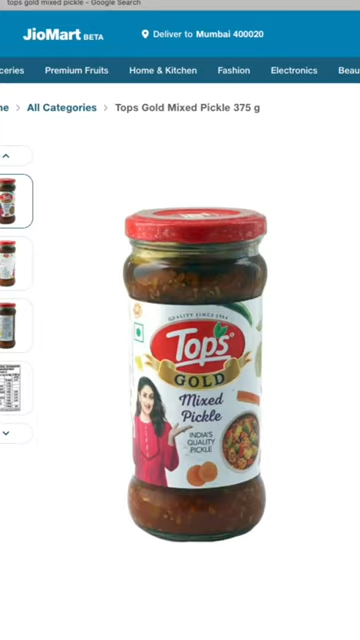 tops gold mixed pickle - Google Search
JioMart BETA
Deliver to Mumbai 400020
ceries Premium Fruits Home & Kitchen Fashion Electronics Beau
me > All Categories > Tops Gold Mixed Pickle 375 g
QUALITY SINCE 1984
Tops
GOLD
Mixed
Pickle
INDIA'S
QUALITY
PICKLE